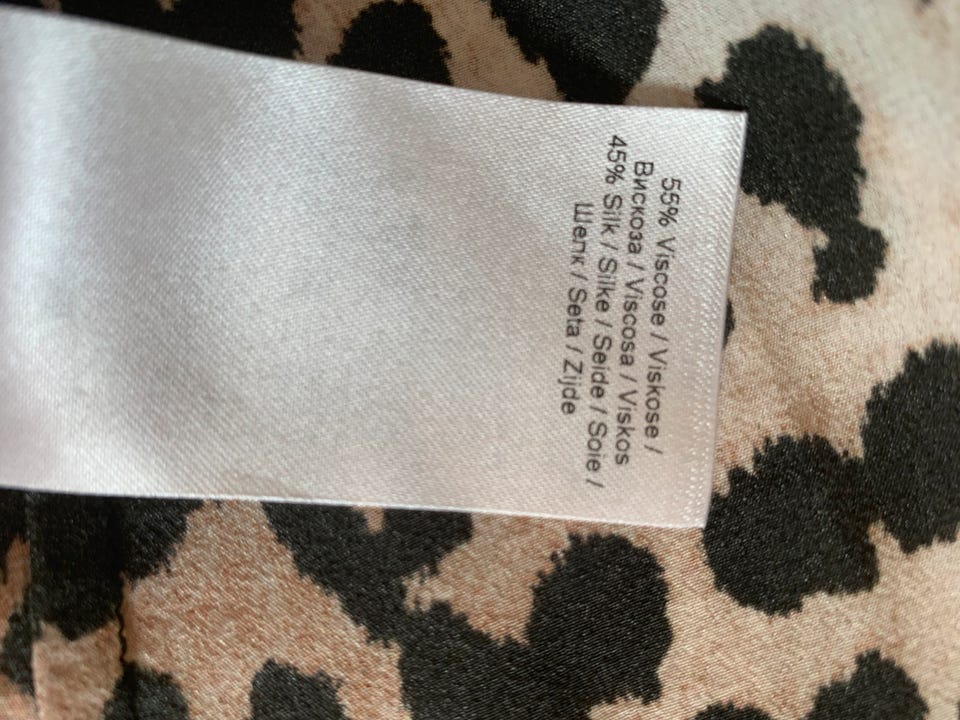 55% Viscose / Viskose /
Вискоза / Viscosa / Viskos
45% Silk / Silke / Seide / Soie /
Шелк / Seta / Zijde